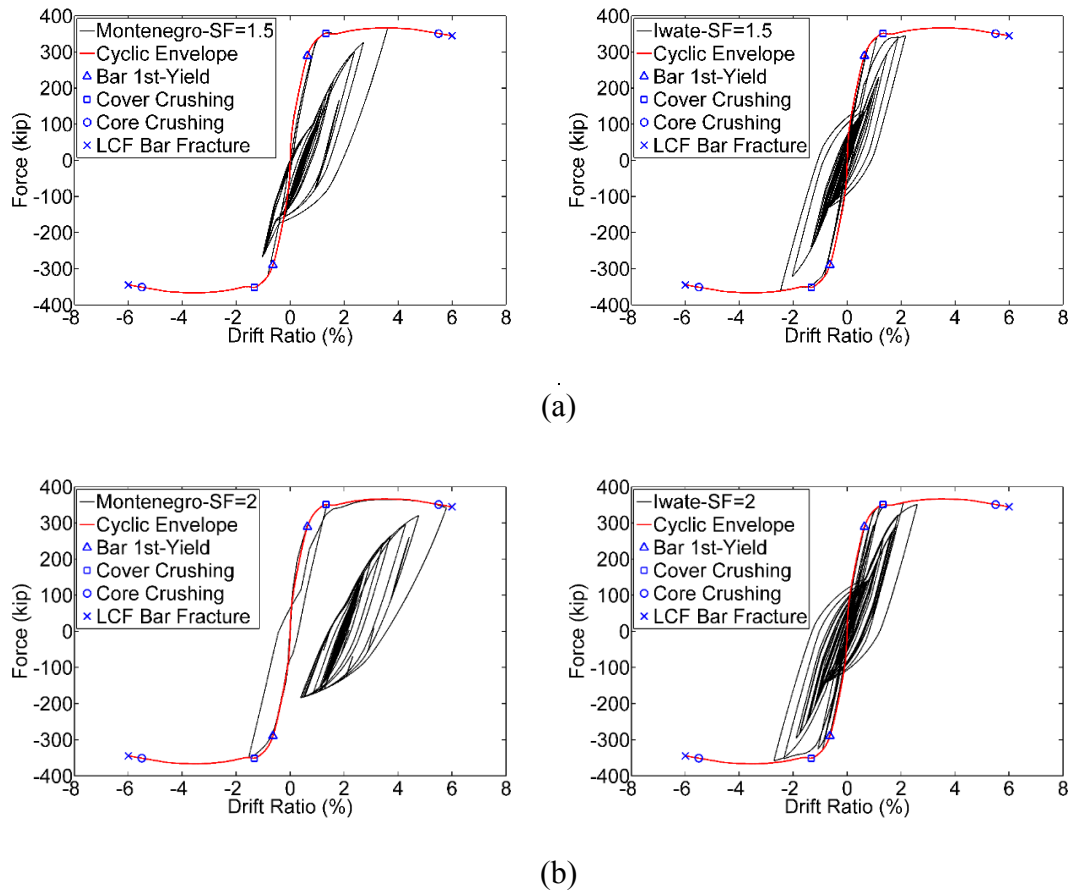 400
300
200
100
0
-100
-200
-300
400
-8 -6 -4 -2 0 2 4 6 8
Force (kip)
Drift Ratio (%)
Montenegro-SF=1.5
Cyclic Envelope
Bar 1st-Yield
Cover Crushing
Core Crushing
LCF Bar Fracture
400
300
200
100
0
-100
-200
-300
400
-8 -6 -4 -2 0 2 4 6 8
Force (kip)
Drift Ratio (%)
Iwate-SF=1.5
Cyclic Envelope
Bar 1st-Yield
Cover Crushing
Core Crushing
LCF Bar Fracture
(a)
400
300
200
100
0
-100
-200
-300
400
-8 -6 -4 -2 0 2 4 6 8
Force (kip)
Drift Ratio (%)
Montenegro-SF=2
Cyclic Envelope
Bar 1st-Yield
Cover Crushing
Core Crushing
LCF Bar Fracture
400
300
200
100
0
-100
-200
-300
400
-8 -6 -4 -2 0 2 4 6 8
Force (kip)
Drift Ratio (%)
Iwate-SF=2
Cyclic Envelope
Bar 1st-Yield
Cover Crushing
Core Crushing
LCF Bar Fracture
(b)